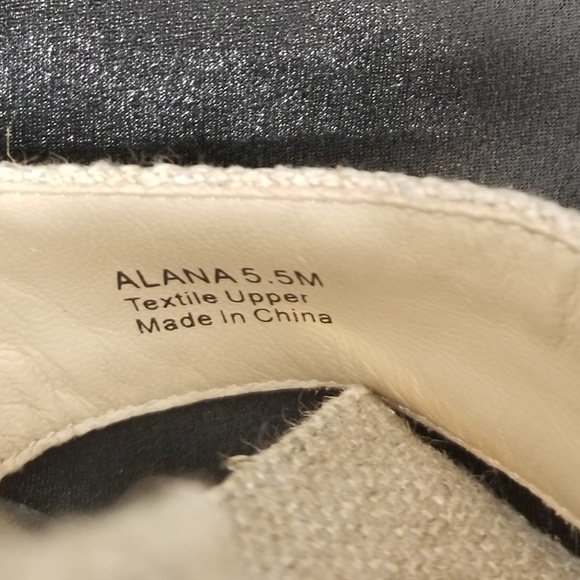 ALANA 5.5M
Textile Upper
Made In China